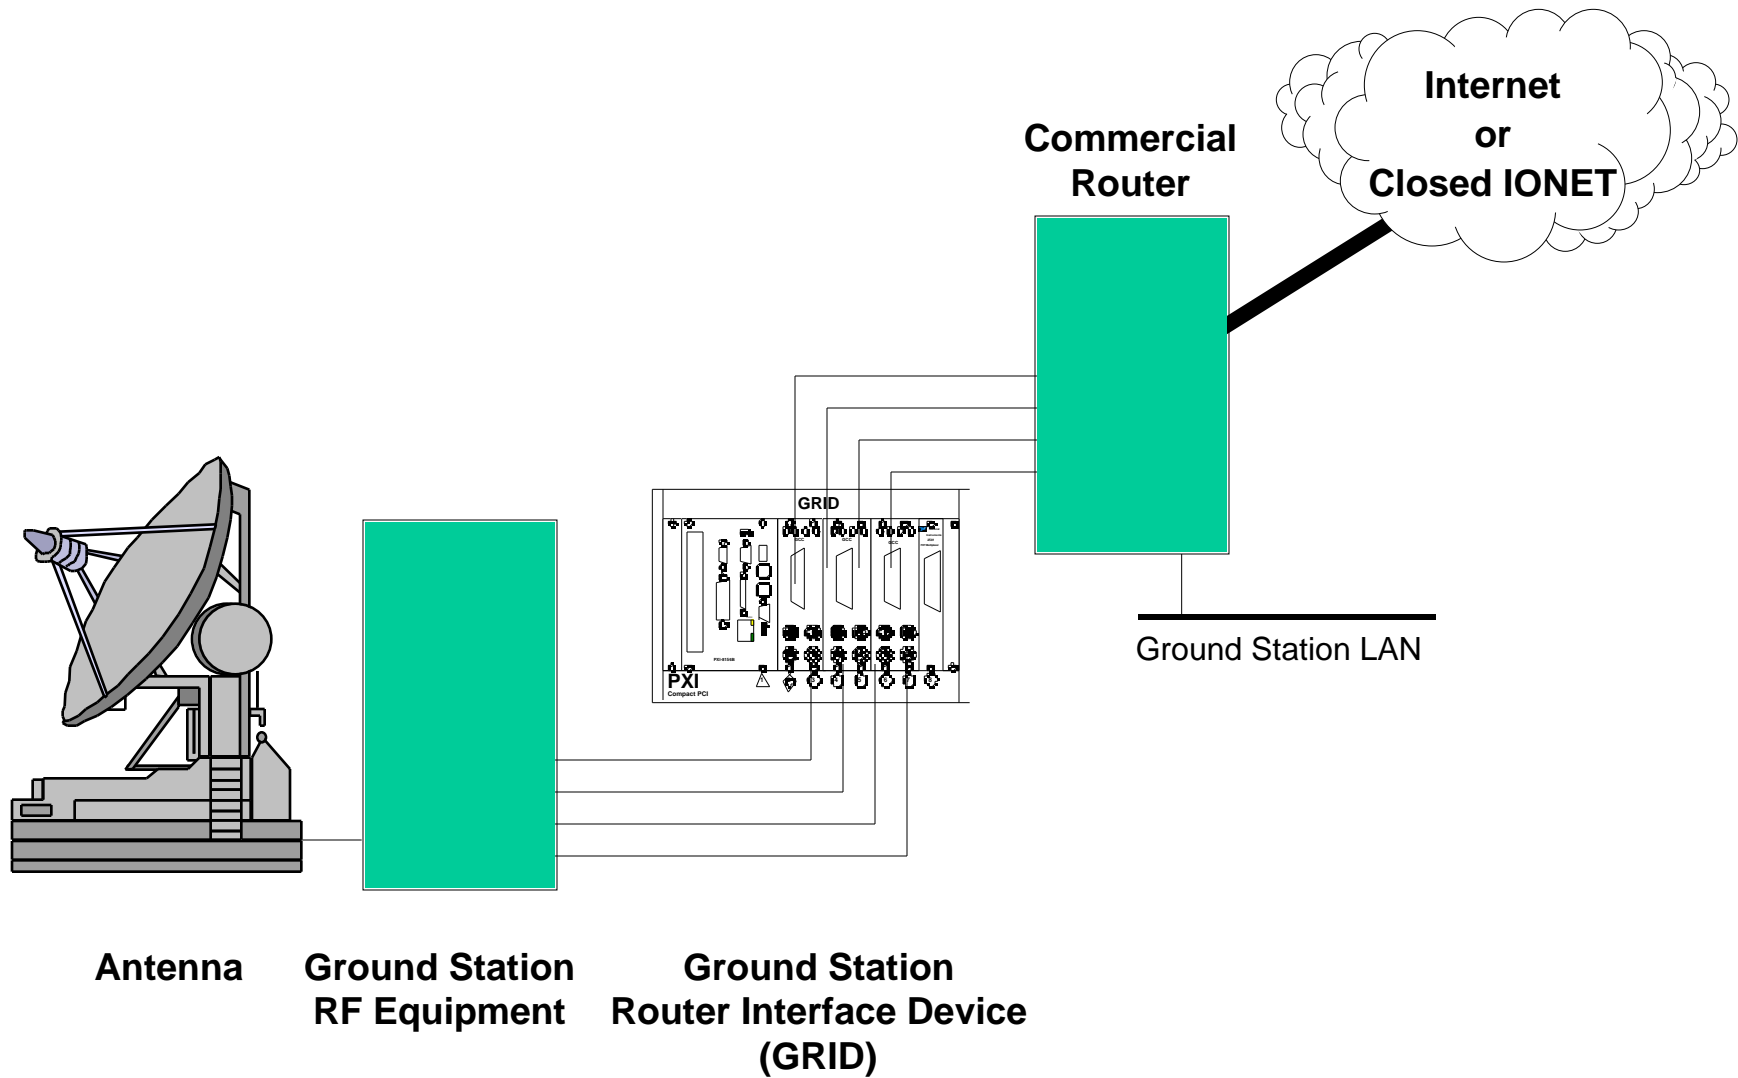 Internet
or
Closed IONET
Commercial
Router
GRID
PXI
Compact PCI
Ground Station LAN
Antenna
Ground Station
RF Equipment
Ground Station
Router Interface Device
(GRID)